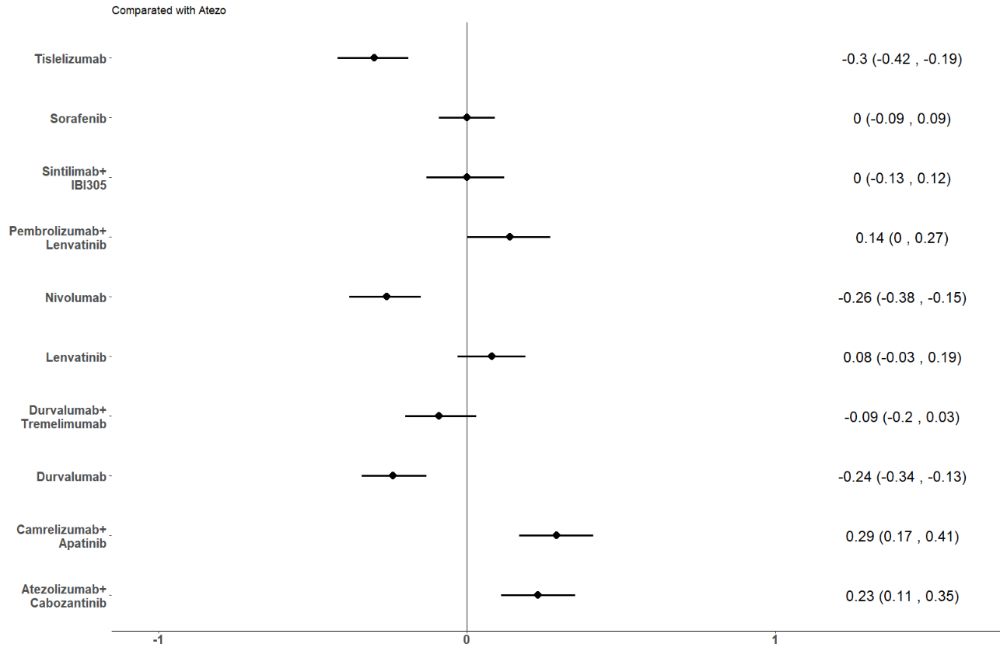 Comparated with Atezo
Tislelizumab
-0.3 (-0.42 , -0.19)
Sorafenib
0 (-0.09 , 0.09)
Sintilimab+
IBI305
0 (-0.13 , 0.12)
Pembrolizumab+
Lenvatinib
0.14 (0 , 0.27)
Nivolumab
-0.26 (-0.38 , -0.15)
Lenvatinib
0.08 (-0.03 , 0.19)
Durvalumab+
Tremelimumab
-0.09 (-0.2 , 0.03)
Durvalumab
-0.24 (-0.34 , -0.13)
Camrelizumab+
Apatinib
0.29 (0.17 , 0.41)
Atezolizumab+
Cabozantinib
0.23 (0.11 , 0.35)
-1 0 1